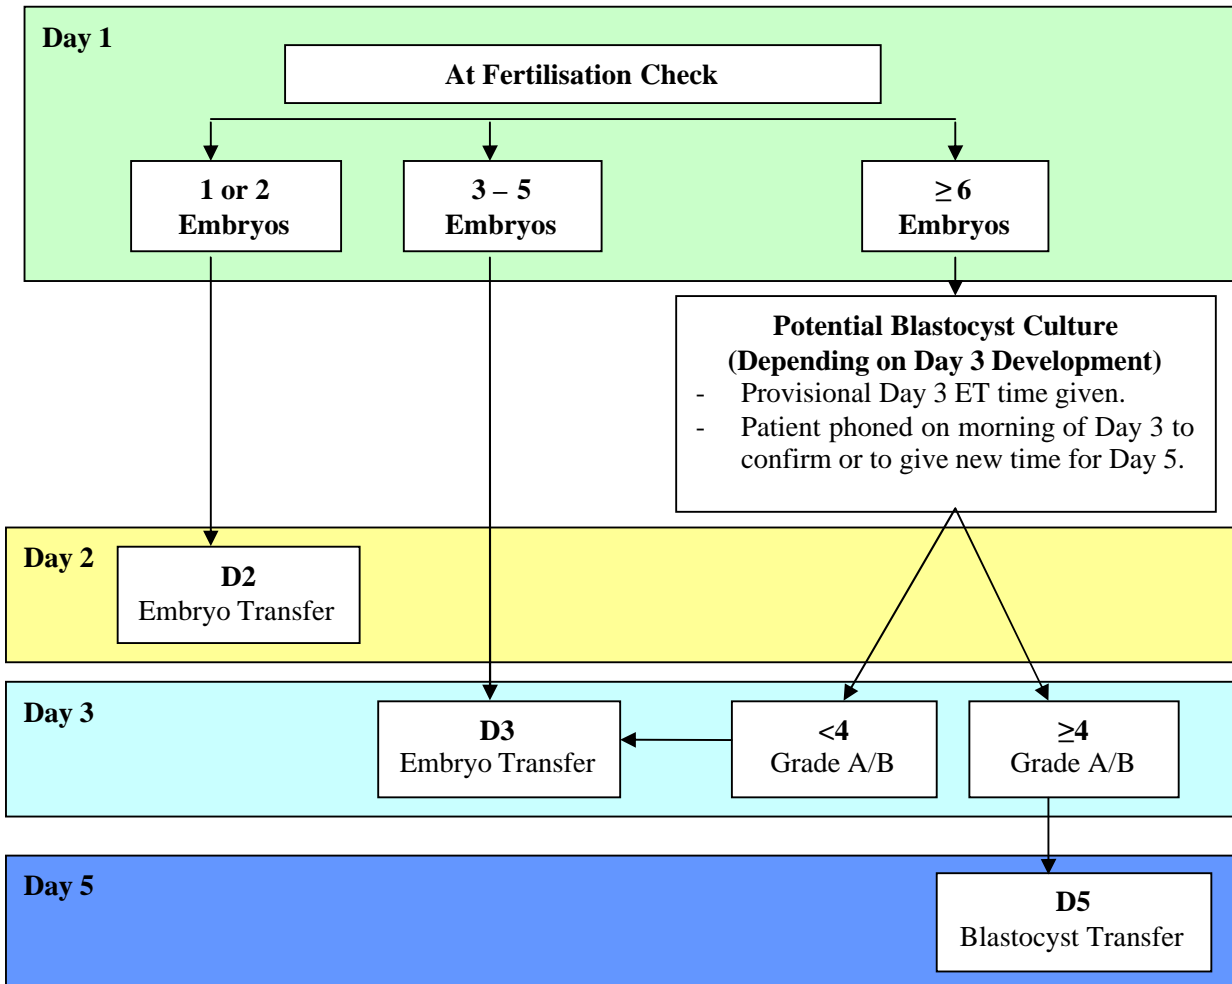 Day 1
At Fertilisation Check
1 or 2
Embryos
3 – 5
Embryos
≥ 6
Embryos
Potential Blastocyst Culture
(Depending on Day 3 Development)
- Provisional Day 3 ET time given.
- Patient phoned on morning of Day 3 to
confirm or to give new time for Day 5.
Day 2
D2
Embryo Transfer
Day 3
D3
Embryo Transfer
<4
Grade A/B
≥4
Grade A/B
Day 5
D5
Blastocyst Transfer